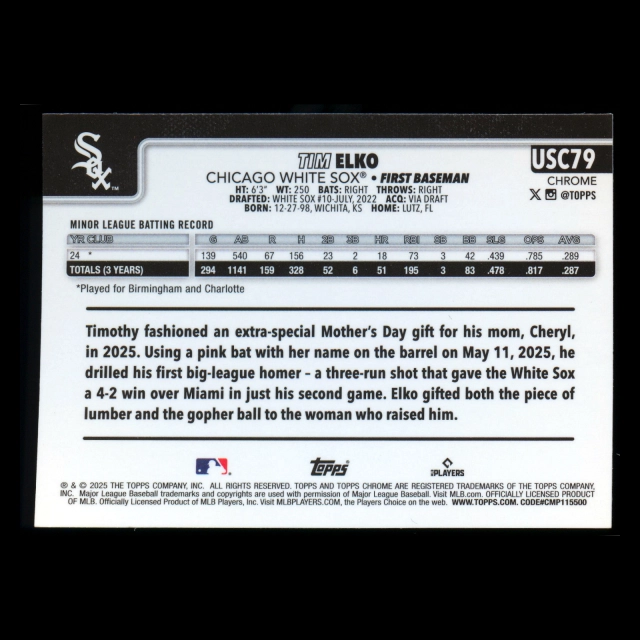 Sox
TM
TIM ELKO
USC79
CHICAGO WHITE SOX® • FIRST BASEMAN
CHROME
HT: 6'3" WT: 250 BATS: RIGHT THROWS: RIGHT
X @TOPPS
DRAFTED: WHITE SOX #10-JULY, 2022 ACQ: VIA DRAFT
BORN: 12-27-98, WICHITA, KS HOME: LUTZ, FL
MINOR LEAGUE BATTING RECORD
YR CLUB G AB R H 2B 3B HR RBI SB BB SLG OPS AVG
24 * 139 540 67 156 23 2 18 73 3 42 .439 .785 .289
TOTALS (3 YEARS) 294 1141 159 328 52 6 51 195 3 83 .478 .817 .287
*Played for Birmingham and Charlotte
Timothy fashioned an extra-special Mother's Day gift for his mom, Cheryl,
in 2025. Using a pink bat with her name on the barrel on May 11, 2025, he
drilled his first big-league homer – a three-run shot that gave the White Sox
a 4-2 win over Miami in just his second game. Elko gifted both the piece of
lumber and the gopher ball to the woman who raised him.
Topps
PLAYERS
® & © 2025 THE TOPPS COMPANY, INC. ALL RIGHTS RESERVED. TOPPS AND TOPPS CHROME ARE REGISTERED TRADEMARKS OF THE TOPPS COMPANY,
INC. Major League Baseball trademarks and copyrights are used with permission of Major League Baseball. Visit MLB.com. OFFICIALLY LICENSED PRODUCT
OF MLB. Officially Licensed Product of MLB Players, Inc. Visit MLBPLAYERS.COM, the Players Choice on the web. WWW.TOPPS.COM. CODE#CMP115500